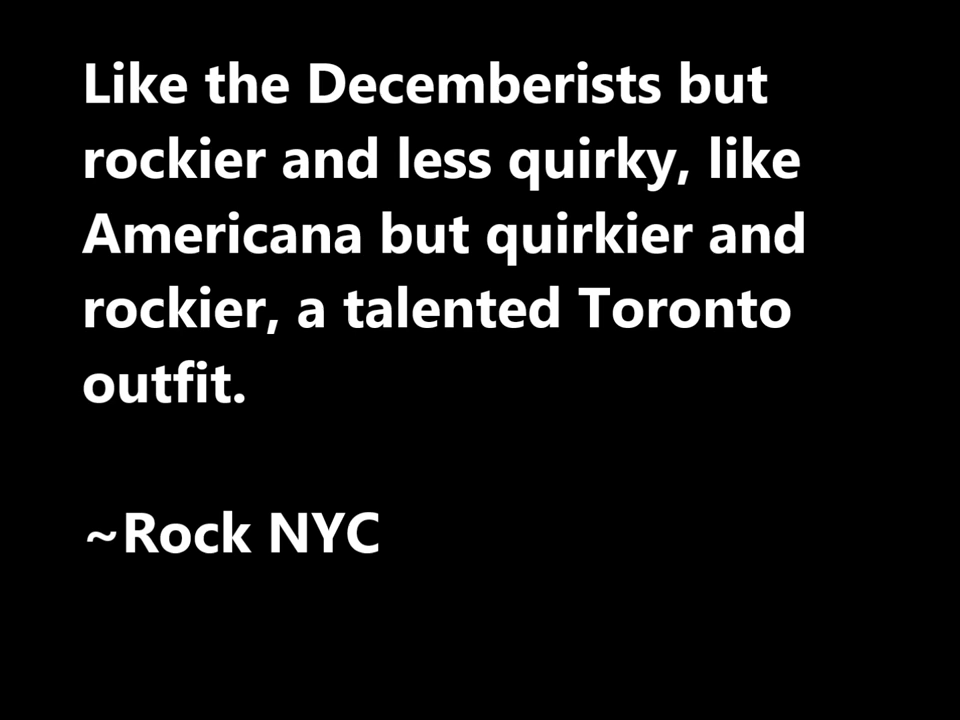 Like the Decemberists but
rockier and less quirky, like
Americana but quirkier and
rockier, a talented Toronto
outfit.
~Rock NYC